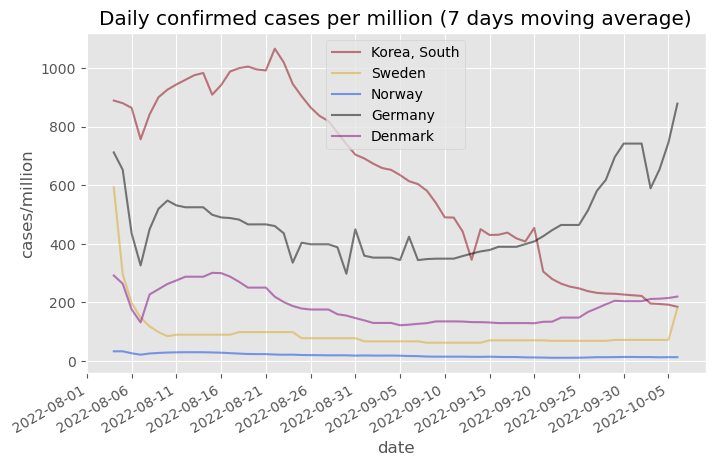 Daily confirmed cases per million (7 days moving average)
Korea, South
Sweden
Norway
Germany
Denmark
cases/million
1000
800
600
400
200
0
2022-08-01
2022-08-06
2022-08-11
2022-08-16
2022-08-21
2022-08-26
2022-08-31
2022-09-05
2022-09-10
2022-09-15
2022-09-20
2022-09-25
2022-09-30
2022-10-05
date